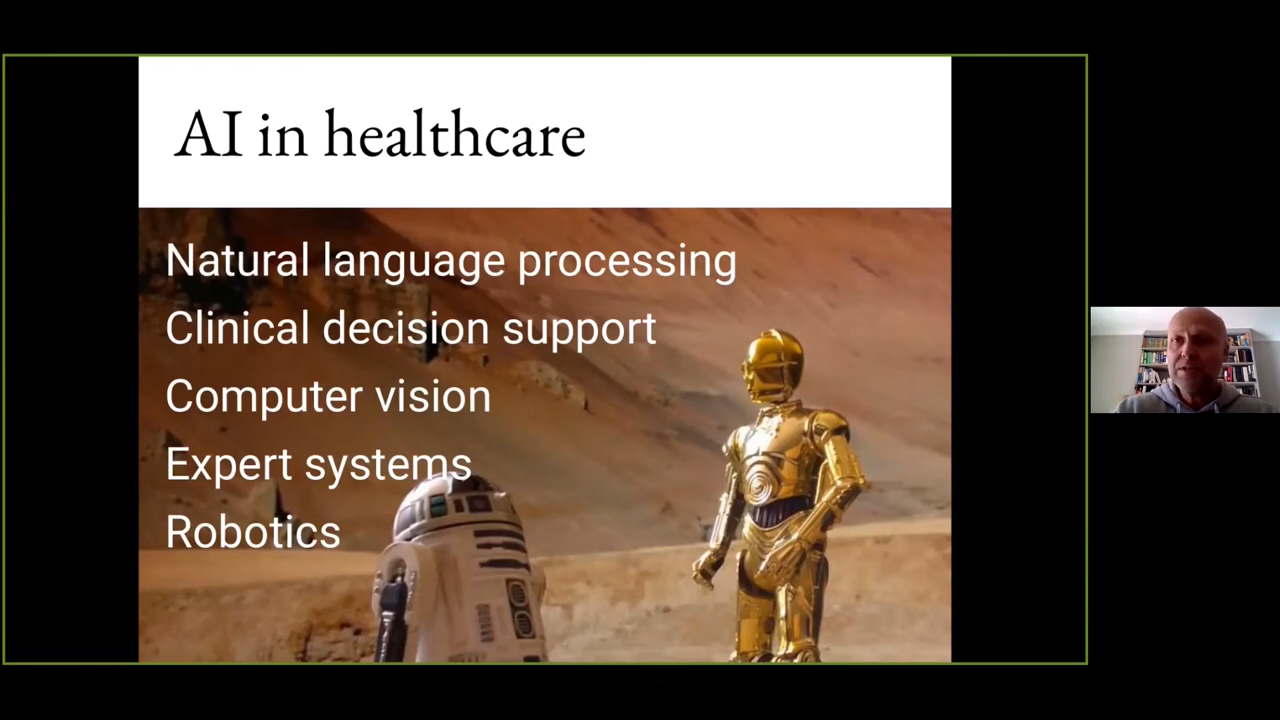 AI in healthcare
Natural language processing
Clinical decision support
Computer vision
Expert systems
Robotics